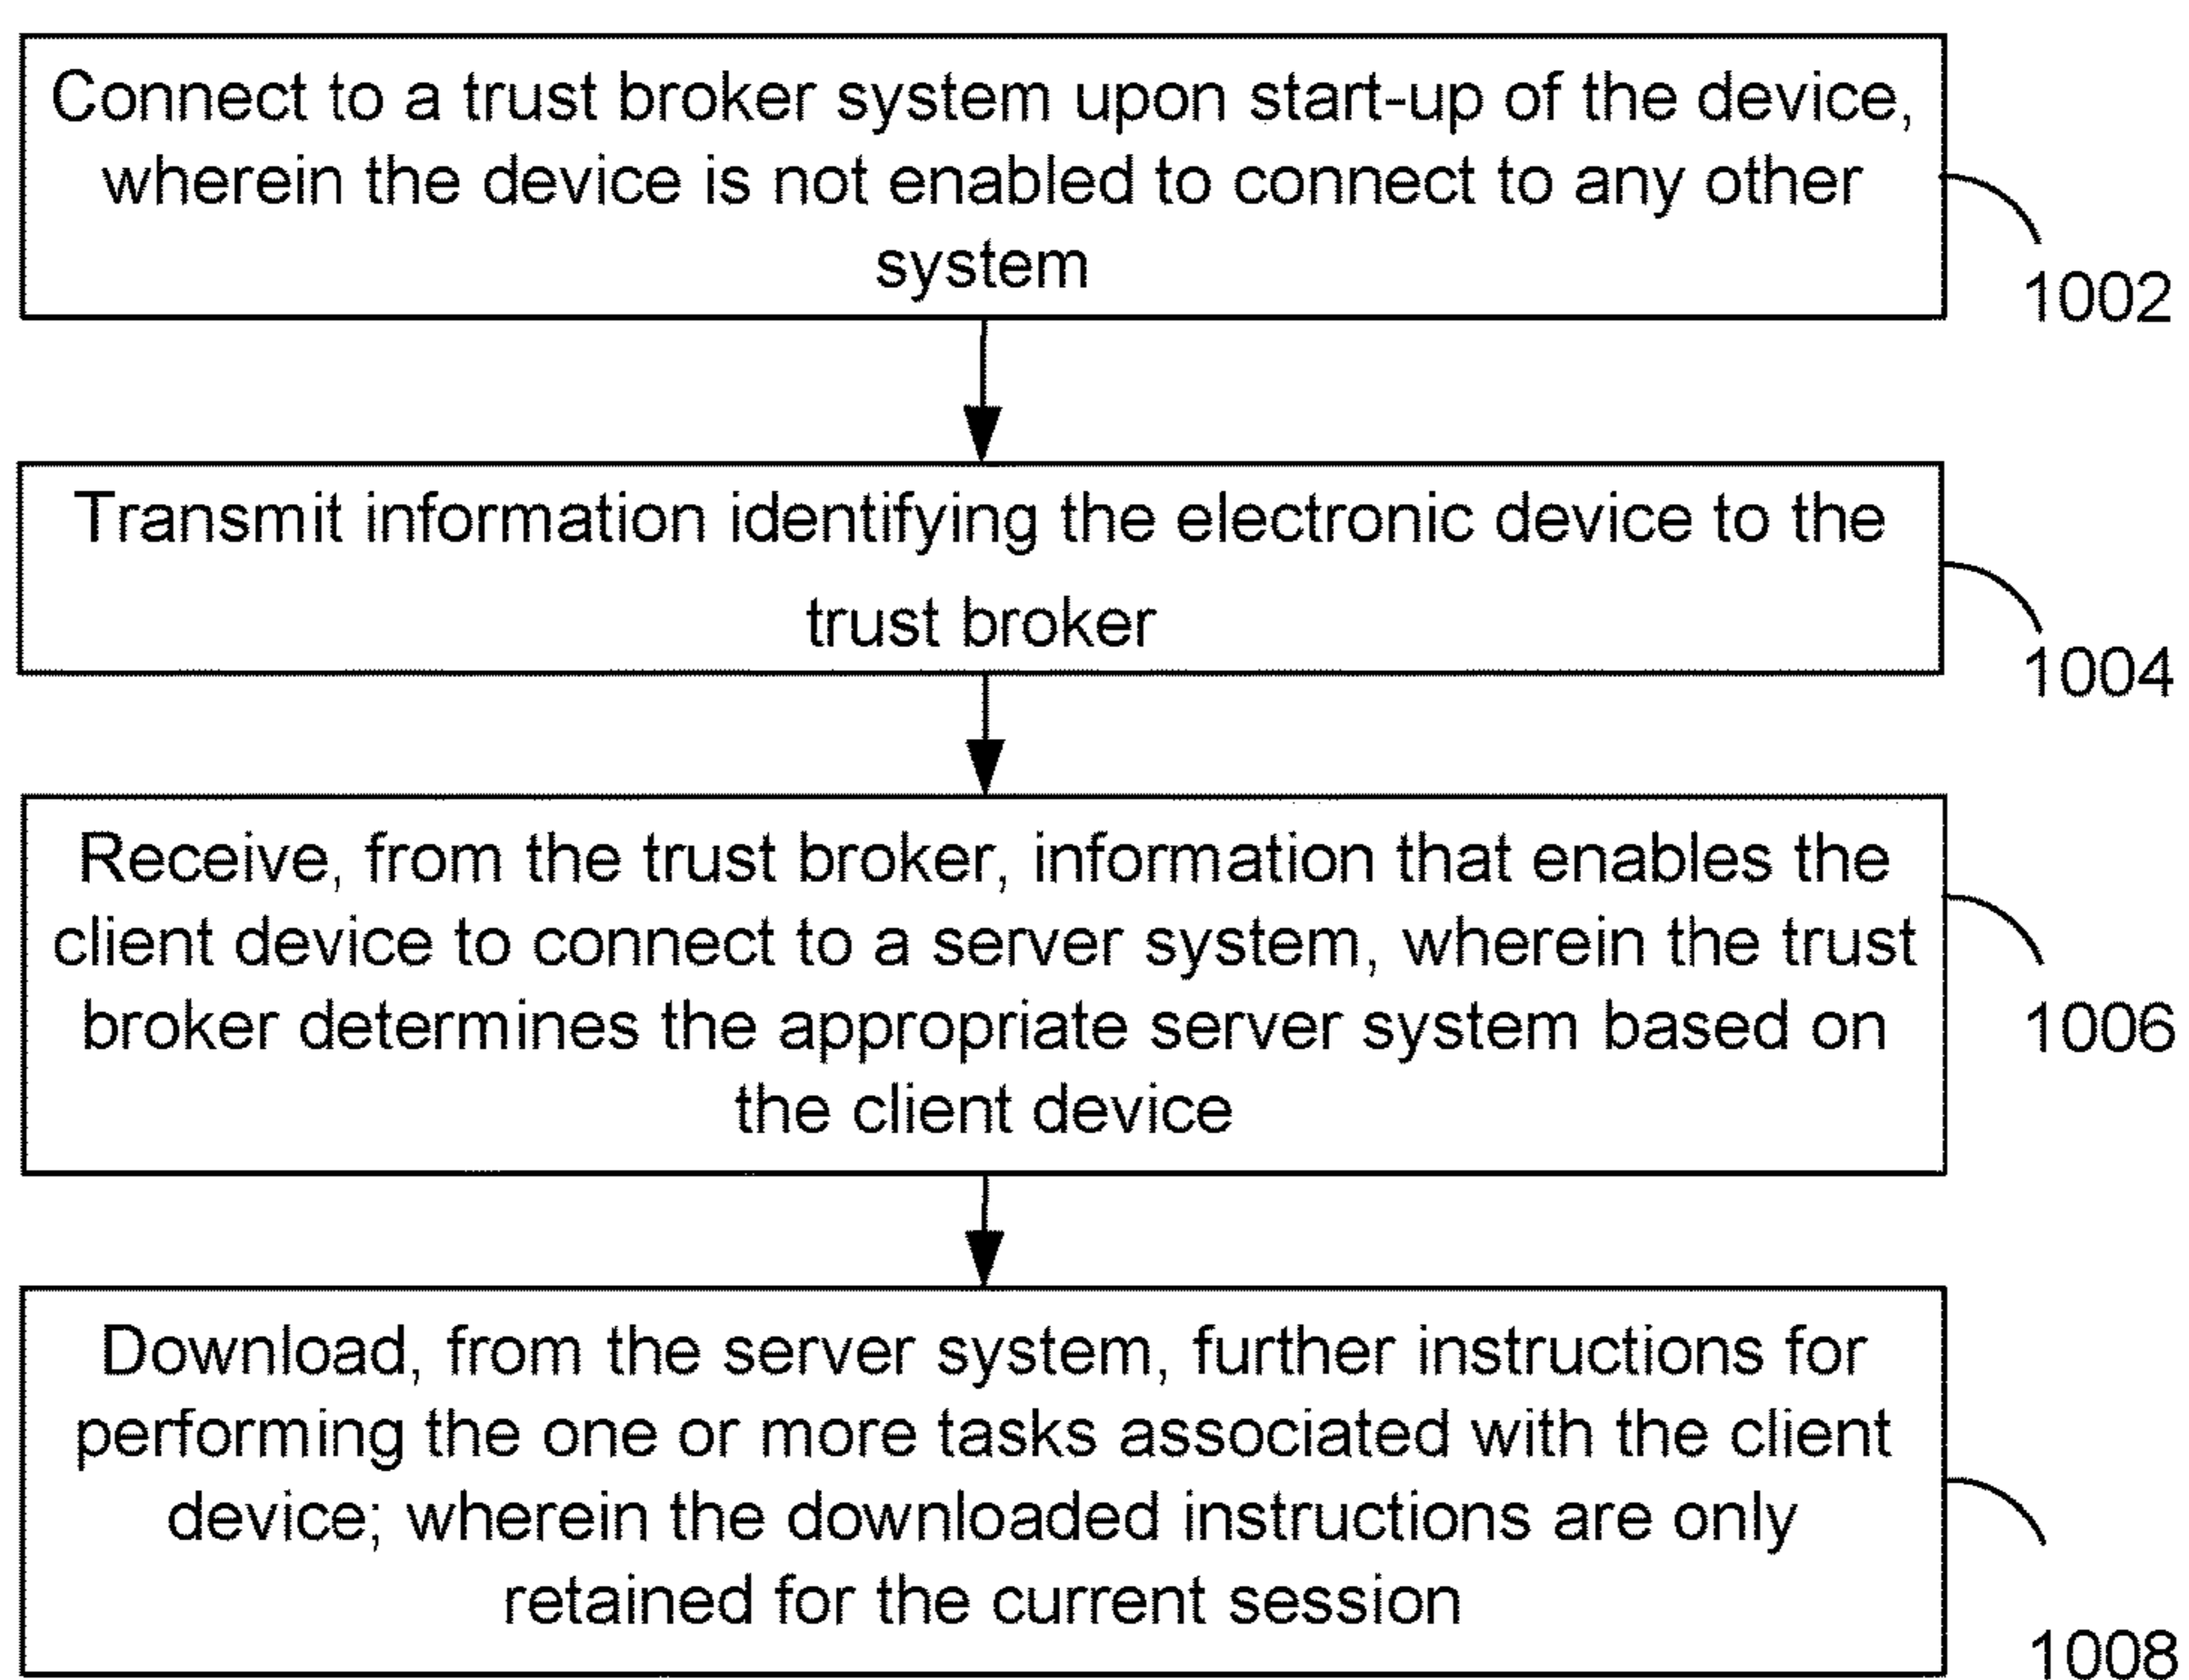 Connect to a trust broker system upon start-up of the device,
wherein the device is not enabled to connect to any other
system
1002
Transmit information identifying the electronic device to the
trust broker
1004
Receive, from the trust broker, information that enables the
client device to connect to a server system, wherein the trust
broker determines the appropriate server system based on
the client device
1006
Download, from the server system, further instructions for
performing the one or more tasks associated with the client
device; wherein the downloaded instructions are only
retained for the current session
1008